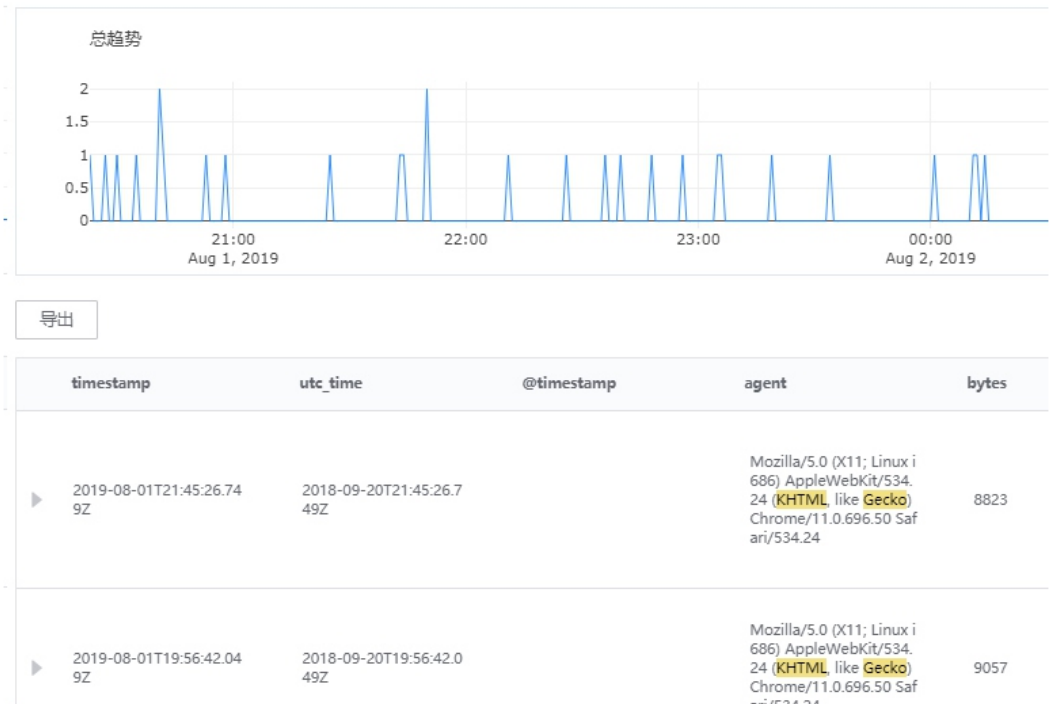 总趋势
2
1.5
1
0.5
0
21:00
Aug 1, 2019
22:00
23:00
00:00
Aug 2, 2019
导出
timestamp utc_time @timestamp agent bytes
Mozilla/5.0 (X11; Linux i
686) AppleWebKit/534.
24 (KHTML, like Gecko)
Chrome/11.0.696.50 Saf
ari/534.24
2019-08-01T21:45:26.74
9Z
2018-09-20T21:45:26.7
49Z
8823
Mozilla/5.0 (X11; Linux i
686) AppleWebKit/534.
24 (KHTML, like Gecko)
Chrome/11.0.696.50 Saf
2019-08-01T19:56:42.04
9Z
2018-09-20T19:56:42.0
49Z
9057